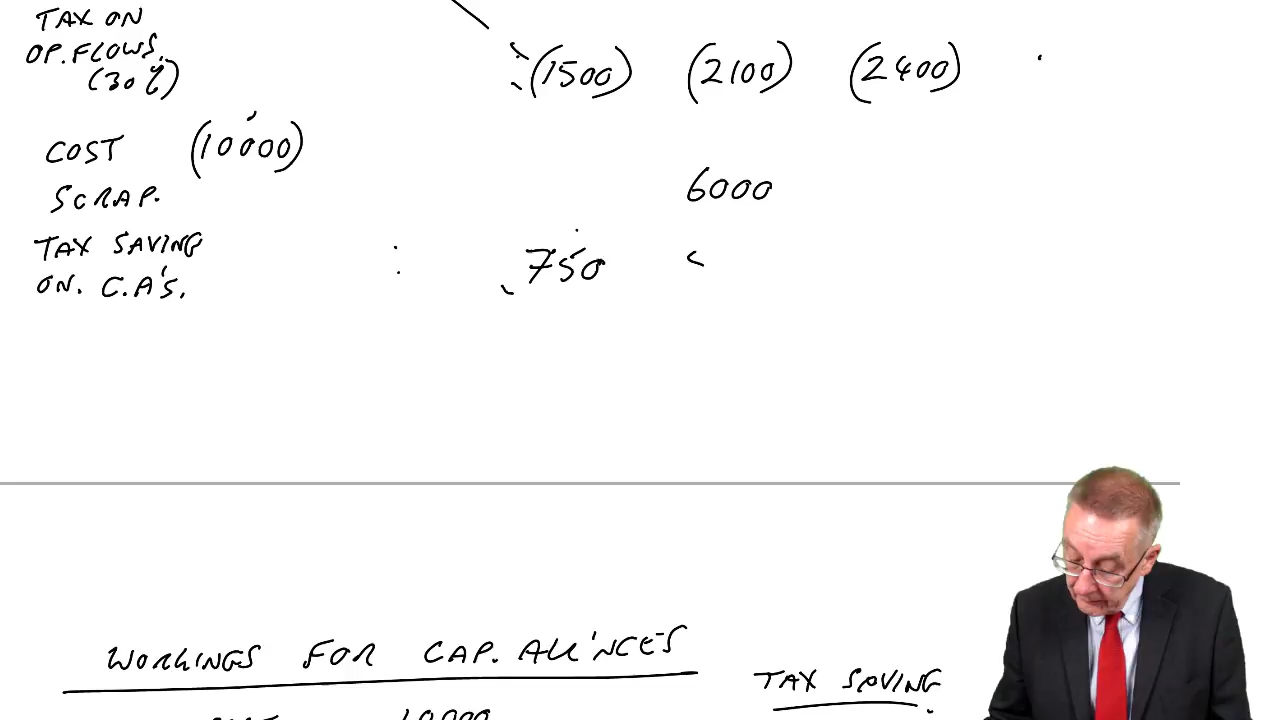 TAX ON
OP.FLOWS.
(30%) (1500) (2100) (2400)
COST (10000)
SCRAP. 6000
TAX SAVING
ON. C.A'S. 750
WORKINGS FOR CAP. ALL'NCES
TAX SAVING
10000